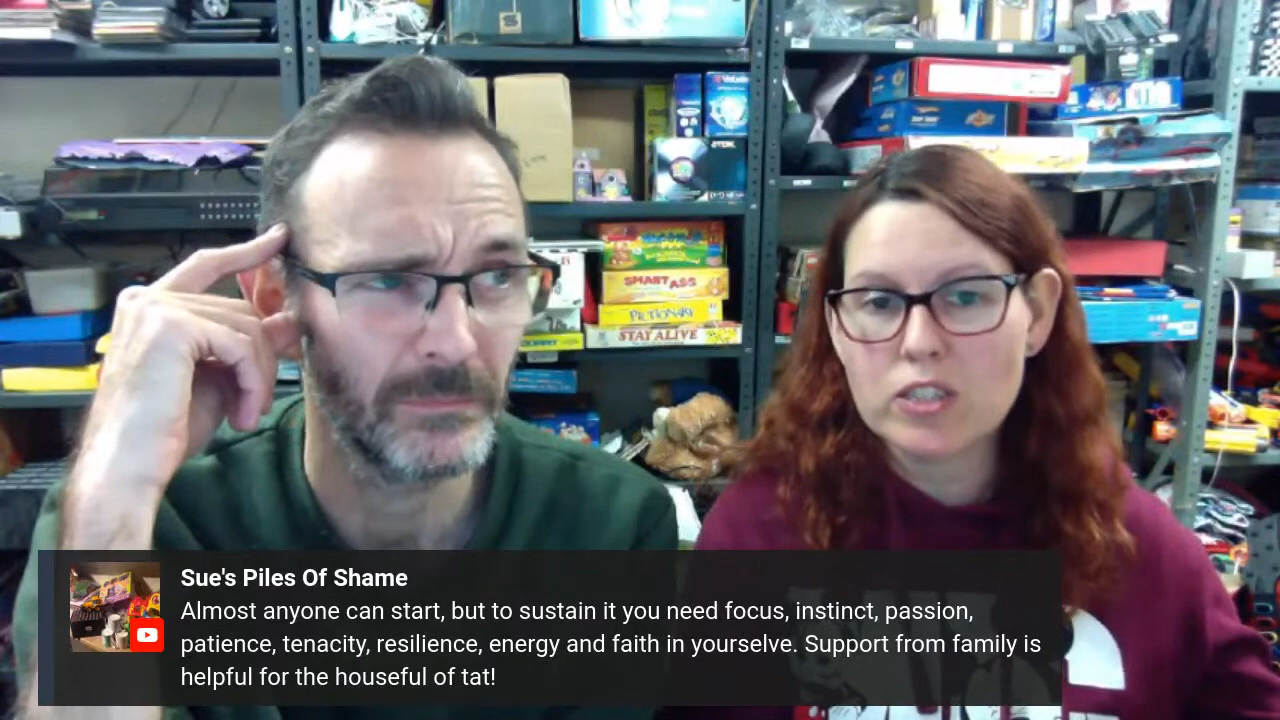 TDK
SMART ASS
PICTIONARY
STAY ALIVE
Sue's Piles Of Shame
Almost anyone can start, but to sustain it you need focus, instinct, passion,
patience, tenacity, resilience, energy and faith in yourselve. Support from family is
helpful for the houseful of tat!